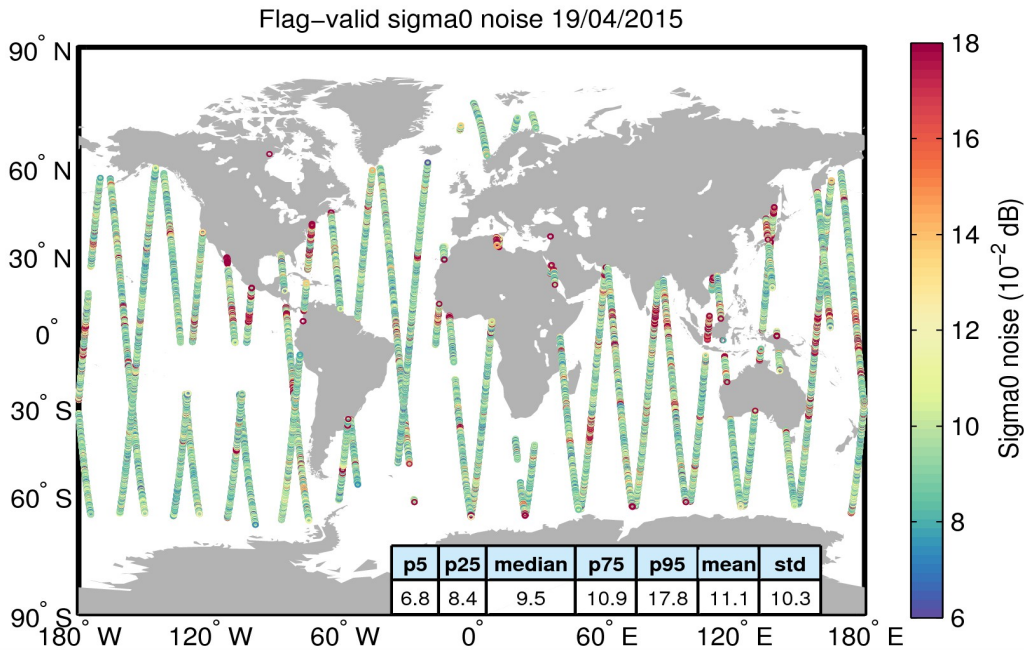 Flag−valid sigma0 noise 19/04/2015
90° N
60° N
30° N
0°
30° S
60° S
90° S
180° W 120° W 60° W 0° 60° E 120° E 180° E
p5 p25 median p75 p95 mean std
6.8 8.4 9.5 10.9 17.8 11.1 10.3
18
16
14
12
10
8
6
Sigma0 noise (10⁻² dB)